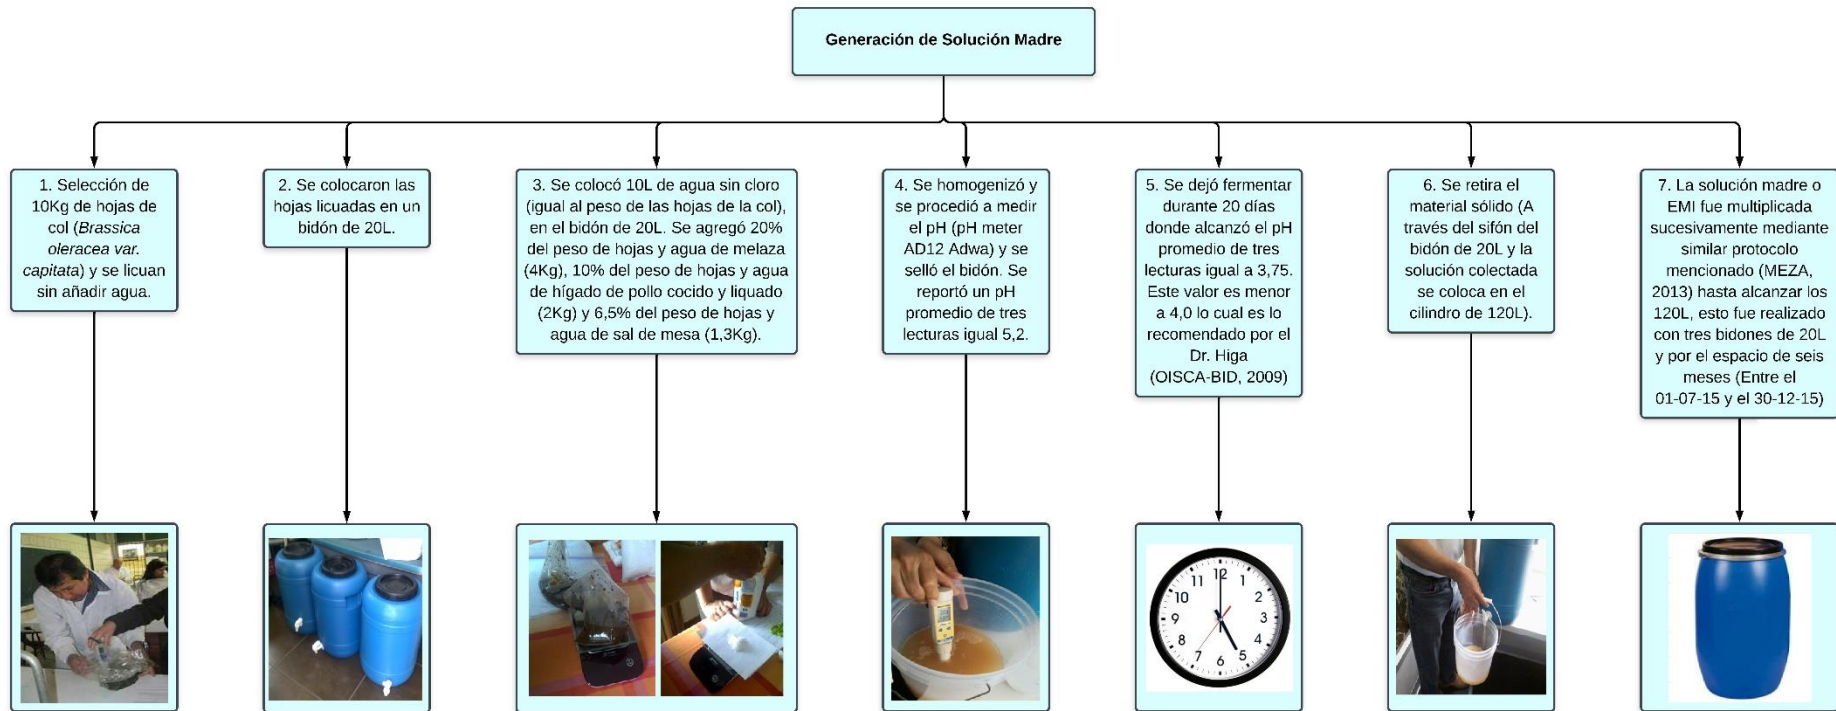 Generación de Solución Madre
1. Selección de
10Kg de hojas de
col (Brassica
oleracea var.
capitata) y se licuan
sin añadir agua.
2. Se colocaron las
hojas licuadas en un
bidón de 20L.
3. Se colocó 10L de agua sin cloro
(igual al peso de las hojas de la col),
en el bidón de 20L. Se agregó 20%
del peso de hojas y agua de melaza
(4Kg), 10% del peso de hojas y agua
de hígado de pollo cocido y liquado
(2Kg) y 6,5% del peso de hojas y
agua de sal de mesa (1,3Kg).
4. Se homogenizó y
se procedió a medir
el pH (pH meter
AD12 Adwa) y se
selló el bidón. Se
reportó un pH
promedio de tres
lecturas igual 5,2.
5. Se dejó fermentar
durante 20 días
donde alcanzó el pH
promedio de tres
lecturas igual a 3,75.
Este valor es menor
a 4,0 lo cual es lo
recomendado por el
Dr. Higa
(OISCA-BID, 2009)
6. Se retira el
material sólido (A
través del sifón del
bidón de 20L y la
solución colectada
se coloca en el
cilindro de 120L).
7. La solución madre o
EMI fue multiplicada
sucesivamente mediante
similar protocolo
mencionado (MEZA,
2013) hasta alcanzar los
120L, esto fue realizado
con tres bidones de 20L
y por el espacio de seis
meses (Entre el
01-07-15 y el 30-12-15)
12
1
2
3
4
5
6
7
8
9
10
11